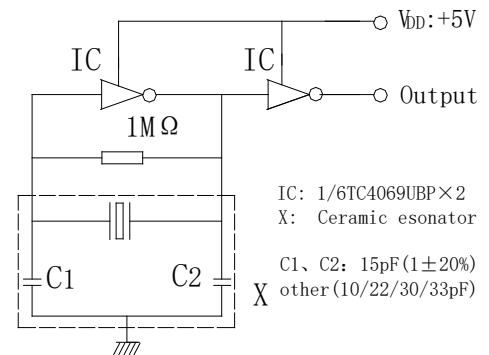 VDD:+5V
IC
IC
Output
1MΩ
IC: 1/6TC4069UBP×2
X: Ceramic esonator
C1
C2
C1、C2: 15pF(1±20%)
X
other(10/22/30/33pF)